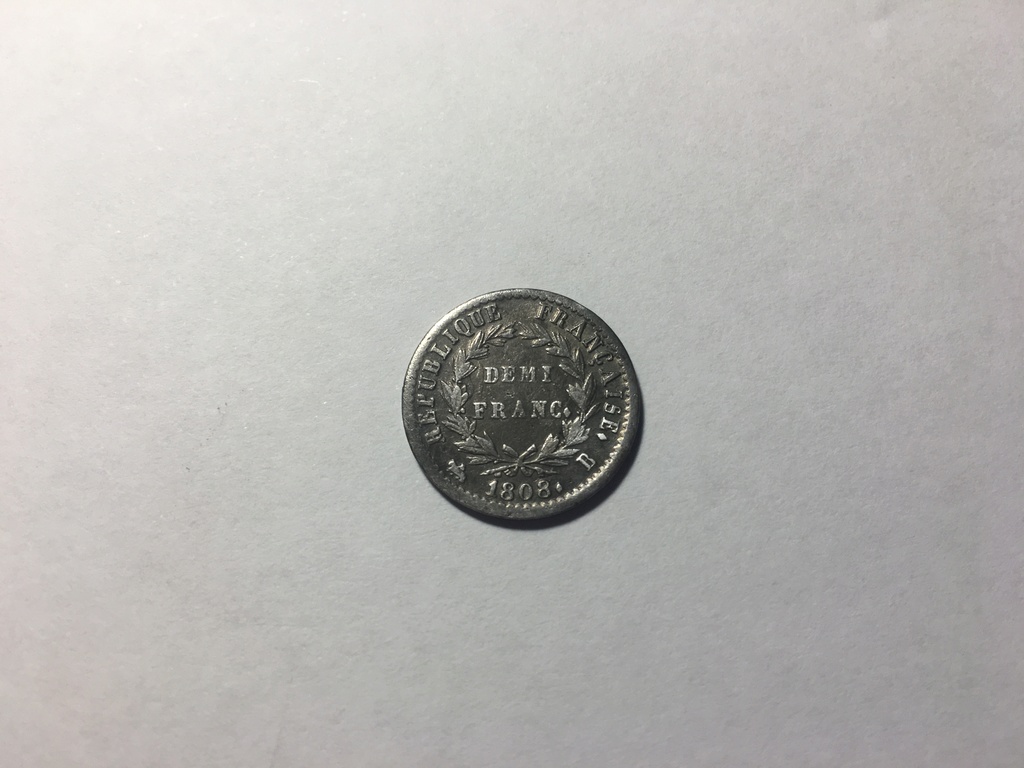 REPUBLIQUE FRANÇAISE.
DEMI
FRANC.
1808.
B